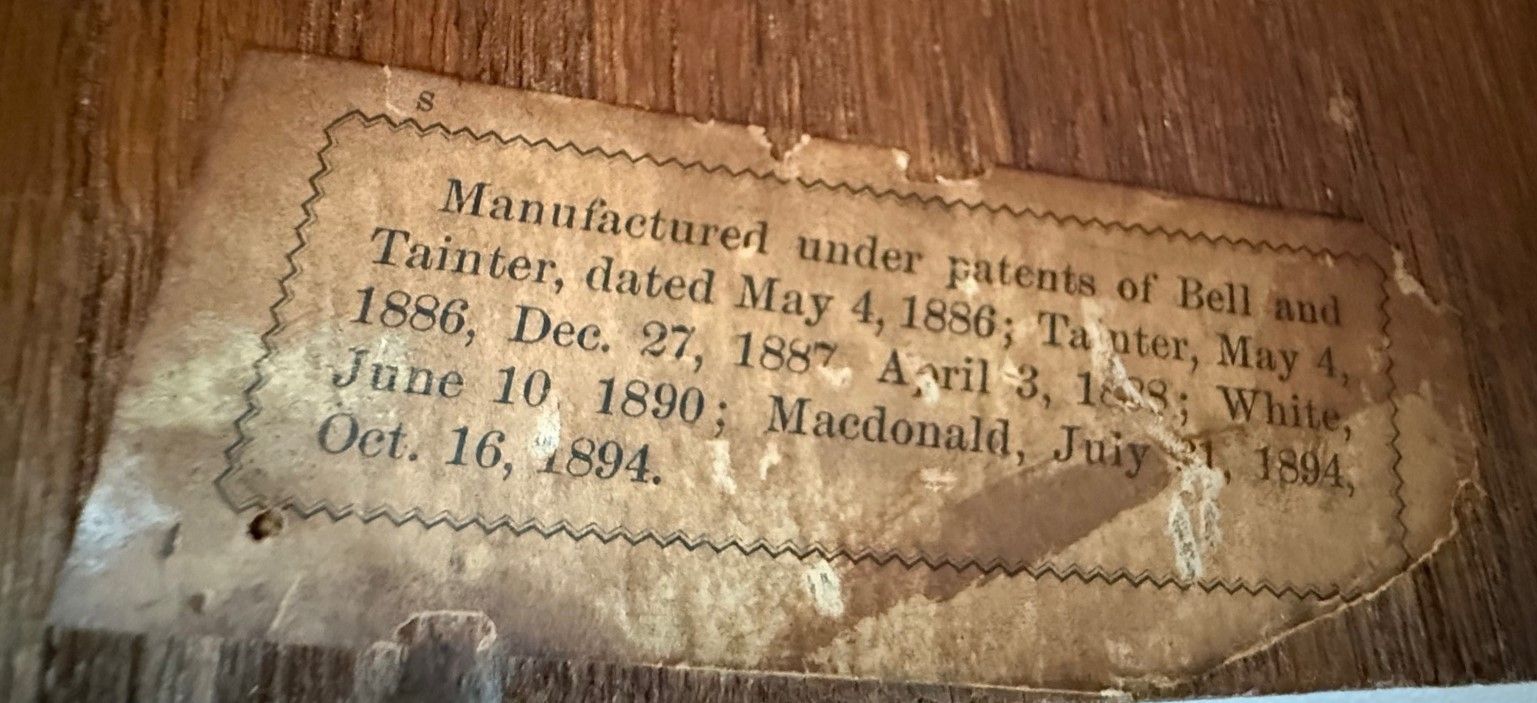 S
Manufactured under patents of Bell and
Tainter, dated May 4, 1886; Tainter, May 4,
1886, Dec. 27, 1887 April 3, 1888; White,
June 10 1890; Macdonald, July 1894,
Oct. 16, 1894.